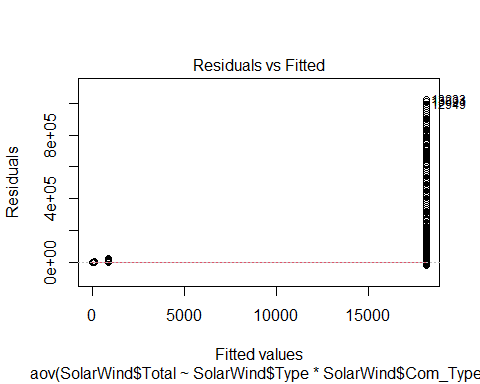 Residuals vs Fitted
Residuals
8e+05
4e+05
0e+00
0
5000
10000
15000
Fitted values
aov(SolarWind$Total ~ SolarWind$Type * SolarWind$Com_Type